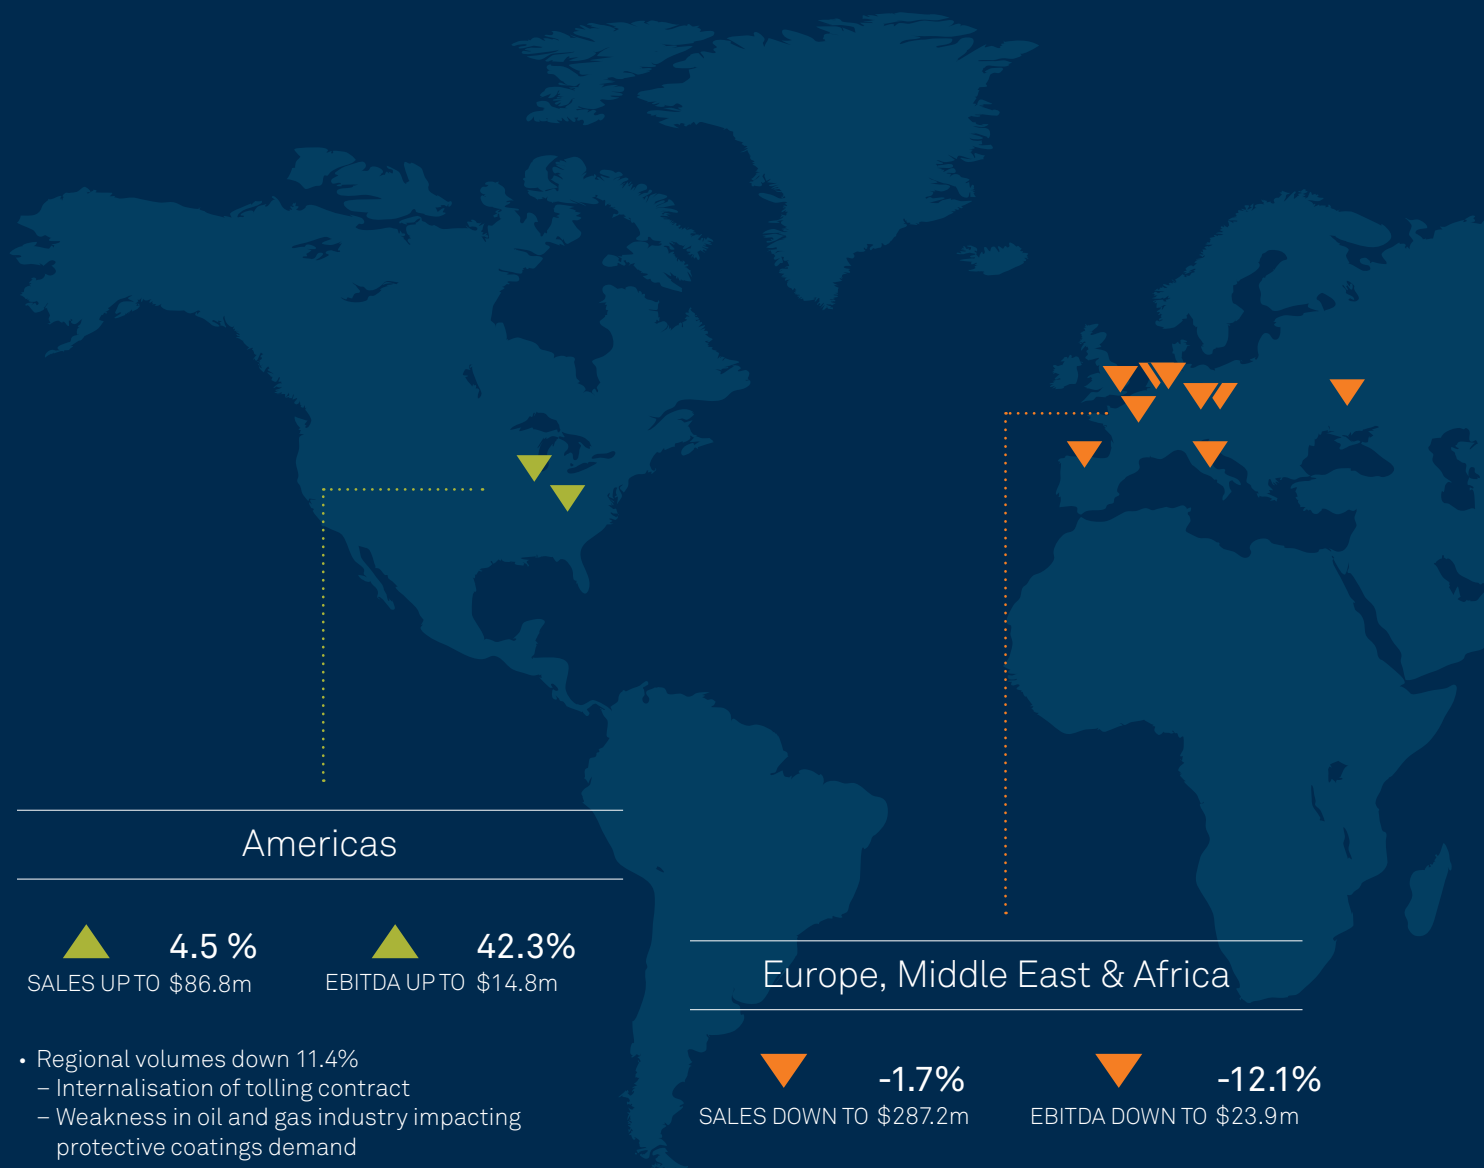 Americas
4.5 %
SALES UP TO $86.8m
42.3%
EBITDA UP TO $14.8m
• Regional volumes down 11.4%
– Internalisation of tolling contract
– Weakness in oil and gas industry impacting
protective coatings demand
Europe, Middle East & Africa
-1.7%
SALES DOWN TO $287.2m
-12.1%
EBITDA DOWN TO $23.9m